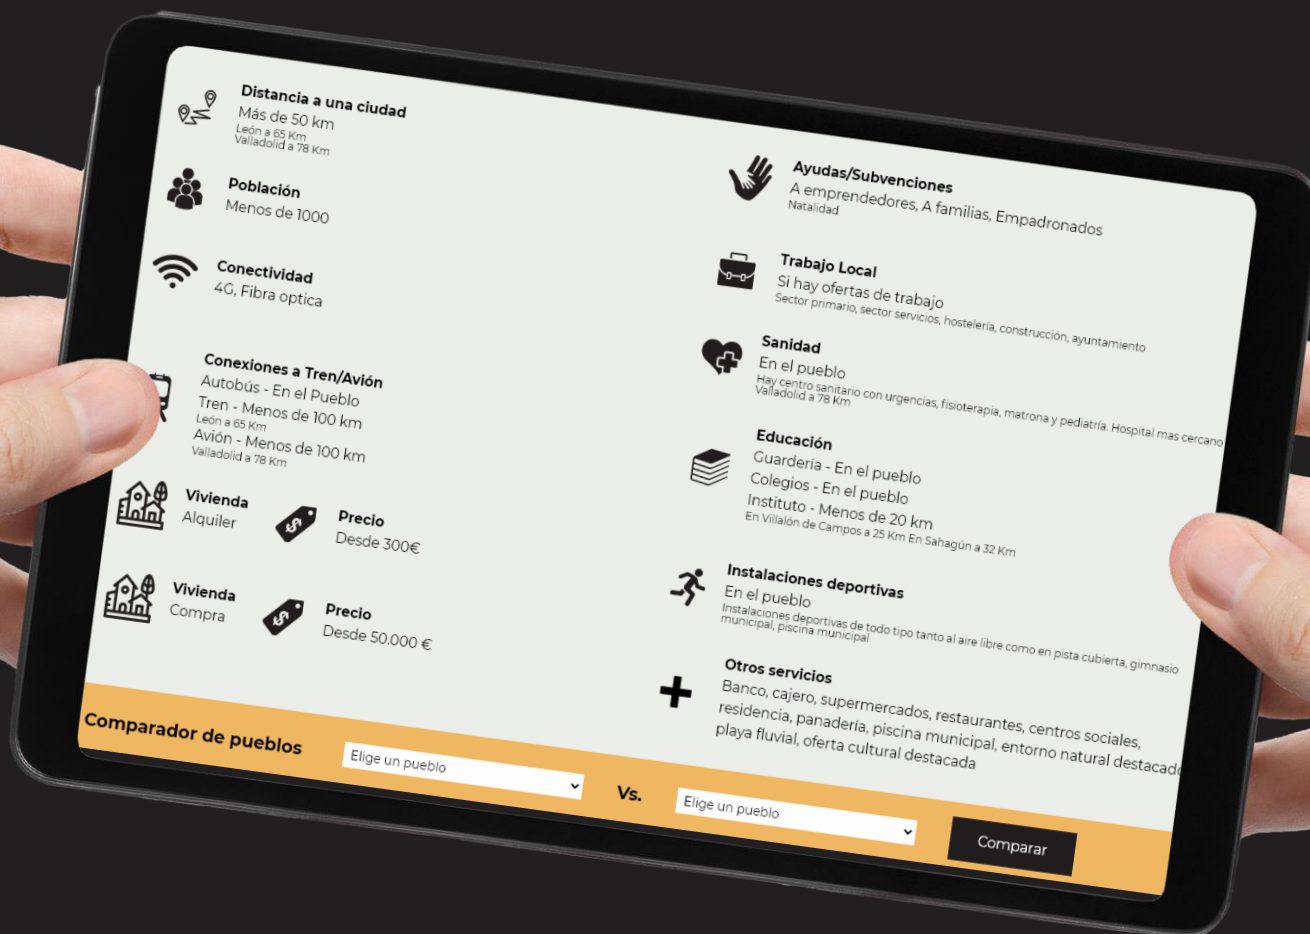 Distancia a una ciudad
Más de 50 km
León a 65 Km
Valladolid a 78 Km
Población
Menos de 1000
Conectividad
4G, Fibra optica
Conexiones a Tren/Avión
Autobús - En el Pueblo
Tren - Menos de 100 km
León a 65 Km
Avión - Menos de 100 km
Valladolid a 78 Km
Vivienda
Alquiler
Precio
Desde 300€
Vivienda
Compra
Precio
Desde 50.000 €
Ayudas/Subvenciones
A emprendedores, A familias, Empadronados
Natalidad
Trabajo Local
Si hay ofertas de trabajo
Sector primario, sector servicios, hostelería, construcción, ayuntamiento
Sanidad
En el pueblo
Hay centro sanitario con urgencias, fisioterapia, matrona y pediatría. Hospital mas cercano
Valladolid a 78 Km
Educación
Guardería - En el pueblo
Colegios - En el pueblo
Instituto - Menos de 20 km
En Villalón de Campos a 25 Km En Sahagún a 32 Km
Instalaciones deportivas
En el pueblo
Instalaciones deportivas de todo tipo tanto al aire libre como en pista cubierta, gimnasio
municipal, piscina municipal
Otros servicios
Banco, cajero, supermercados, restaurantes, centros sociales,
residencia, panadería, piscina municipal, entorno natural destacado
playa fluvial, oferta cultural destacada
Comparador de pueblos
Elige un pueblo
Vs.
Elige un pueblo
Comparar